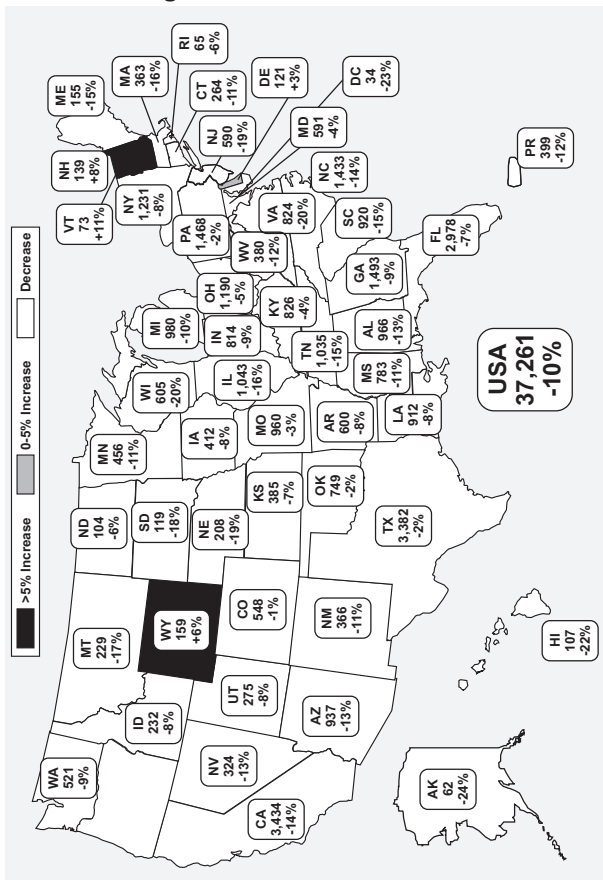 >5% Increase
0-5% Increase
Decrease
WA
521
-9%
MT
229
-17%
ND
104
-6%
MN
456
-11%
WI
605
-20%
MI
980
-10%
VT
73
+11%
NH
139
+8%
ME
155
-15%
ID
232
-8%
WY
159
+6%
SD
119
-18%
IA
412
-8%
IL
1,043
-16%
IN
814
-9%
OH
1,190
-5%
PA
1,468
-2%
NY
1,231
-8%
MA
363
-16%
RI
65
-6%
CT
264
-11%
NJ
590
-19%
DE
121
+3%
MD
591
-4%
DC
34
-23%
NV
324
-13%
UT
275
-8%
CO
548
-1%
NE
208
-19%
KS
385
-7%
MO
960
-3%
KY
826
-4%
WV
380
-12%
VA
824
-20%
NC
1,433
-14%
CA
3,434
-14%
AZ
937
-13%
NM
366
-11%
OK
749
-2%
AR
600
-8%
TN
1,035
-15%
SC
920
-15%
TX
3,382
-2%
LA
912
-8%
MS
783
-11%
AL
966
-13%
GA
1,493
-9%
FL
2,978
-7%
PR
399
-12%
AK
62
-24%
HI
107
-22%
USA
37,261
-10%